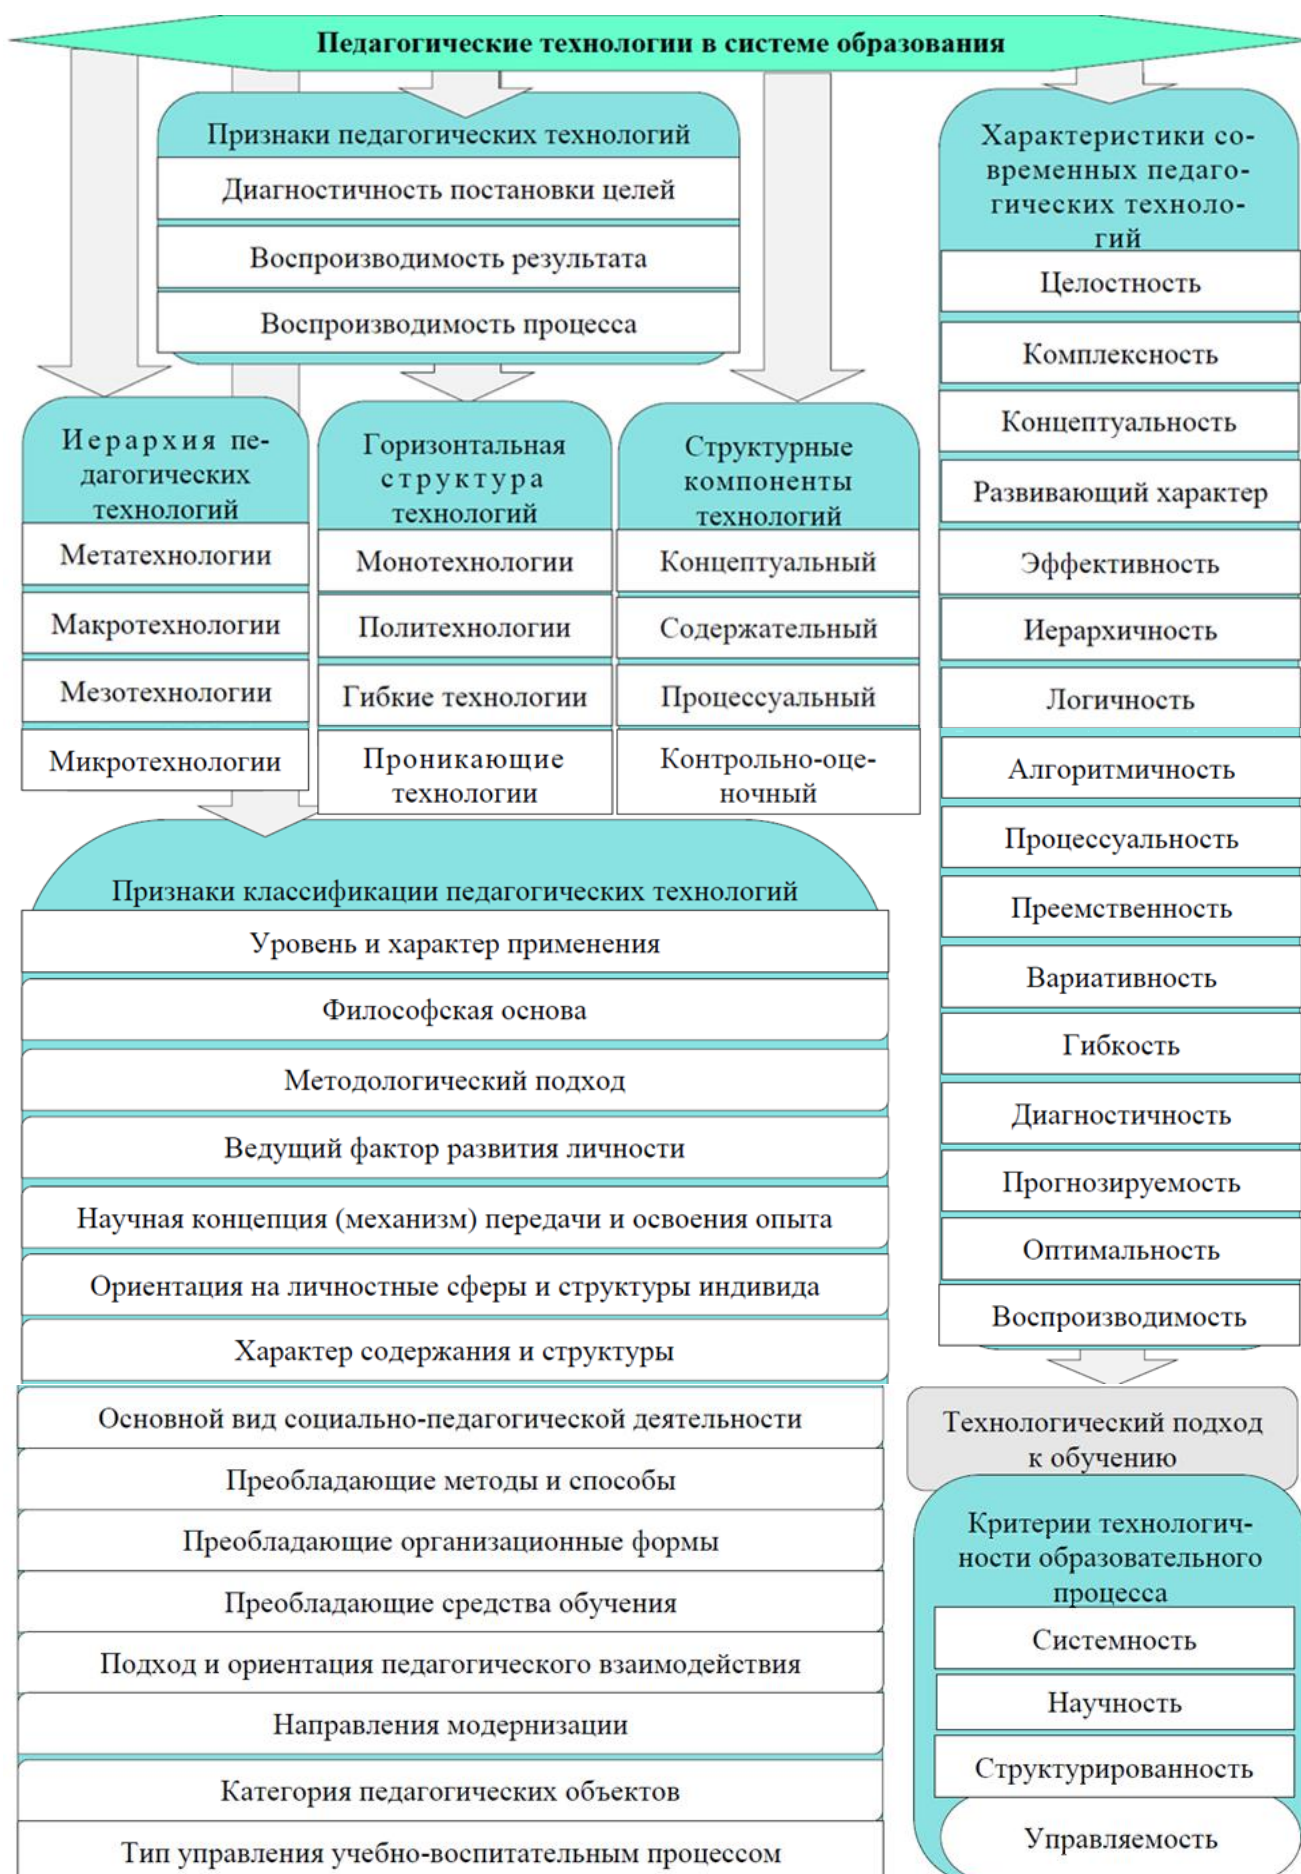 Педагогические технологии в системе образования
Признаки педагогических технологий
Диагностичность постановки целей
Воспроизводимость результата
Воспроизводимость процесса
Иерархия пе-
дагогических
технологий
Метатехнологии
Макротехнологии
Мезотехнологии
Микротехнологии
Горизонтальная
структура
технологий
Монотехнологии
Политехнологии
Гибкие технологии
Проникающие
технологии
Структурные
компоненты
технологий
Концептуальный
Содержательный
Процессуальный
Контрольно-оце-
ночный
Признаки классификации педагогических технологий
Уровень и характер применения
Философская основа
Методологический подход
Ведущий фактор развития личности
Научная концепция (механизм) передачи и освоения опыта
Ориентация на личностные сферы и структуры индивида
Характер содержания и структуры
Основной вид социально-педагогической деятельности
Преобладающие методы и способы
Преобладающие организационные формы
Преобладающие средства обучения
Подход и ориентация педагогического взаимодействия
Направления модернизации
Категория педагогических объектов
Тип управления учебно-воспитательным процессом
Характеристики со-
временных педаго-
гических техноло-
гий
Целостность
Комплексность
Концептуальность
Развивающий характер
Эффективность
Иерархичность
Логичность
Алгоритмичность
Процессуальность
Преемственность
Вариативность
Гибкость
Диагностичность
Прогнозируемость
Оптимальность
Воспроизводимость
Технологический подход
к обучению
Критерии технологич-
ности образовательного
процесса
Системность
Научность
Структурированность
Управляемость